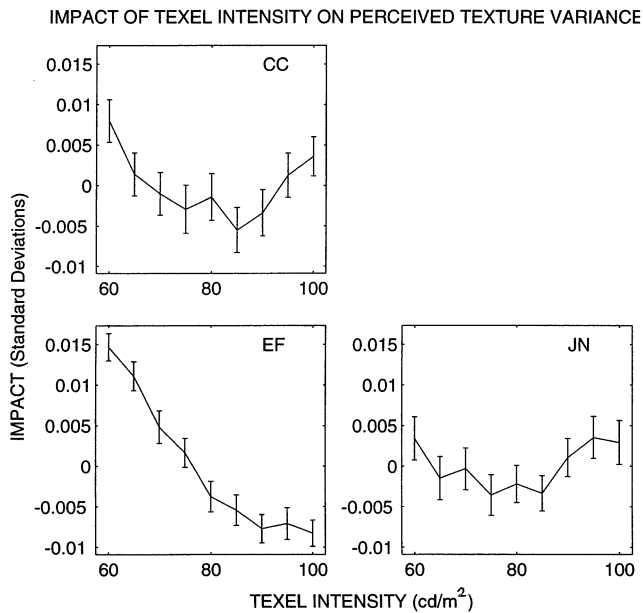 IMPACT OF TEXEL INTENSITY ON PERCEIVED TEXTURE VARIANCE
CC
0.015
0.01
0.005
0
-0.005
-0.01
60 80 100
IMPACT (Standard Deviations)
EF
0.015
0.01
0.005
0
-0.005
-0.01
60 80 100
JN
0.015
0.01
0.005
0
-0.005
-0.01
60 80 100
TEXEL INTENSITY (cd/m²)